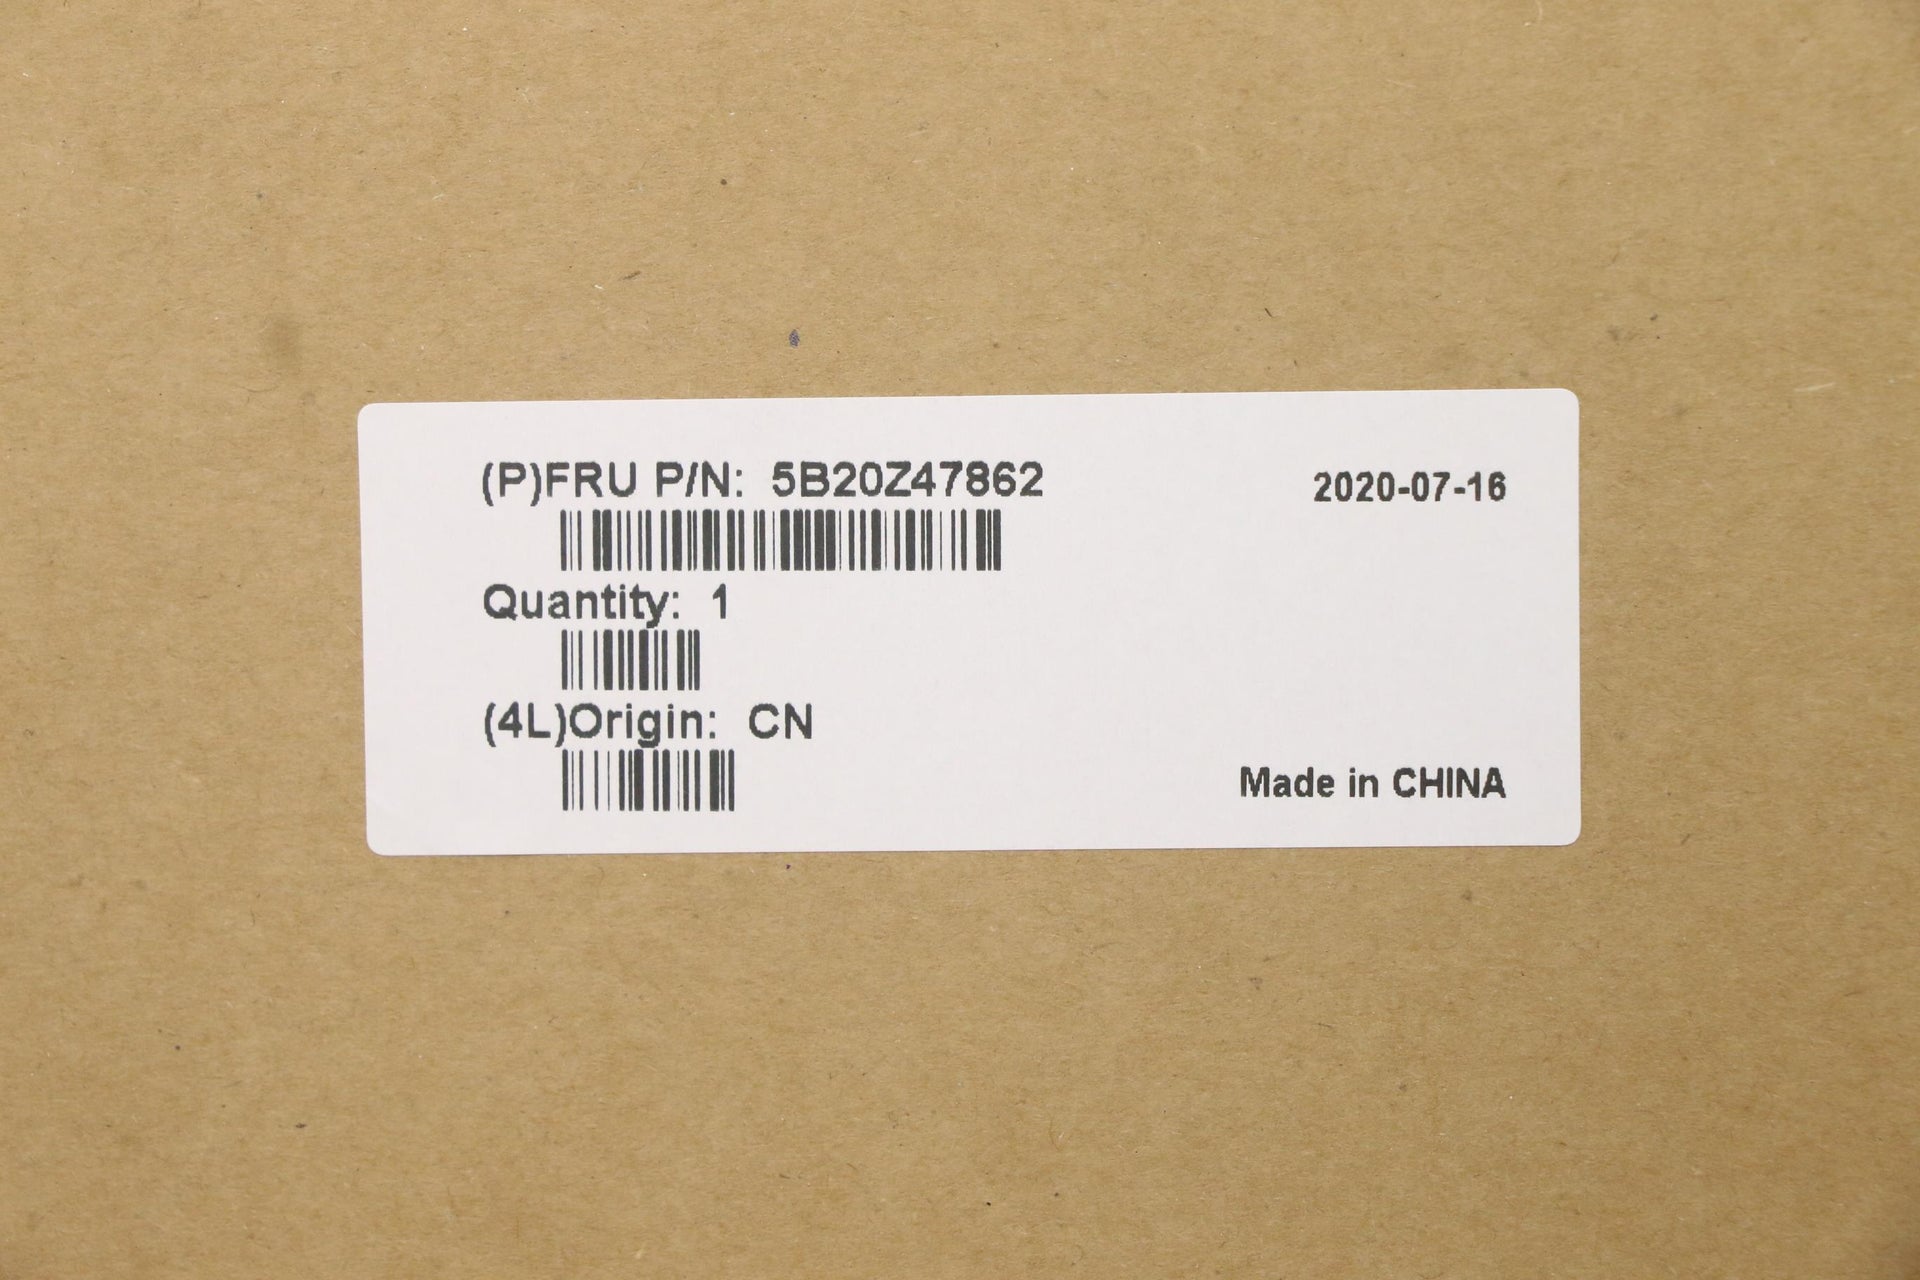 (P)FRU P/N: 5B20Z47862 2020-07-16
Quantity: 1
(4L)Origin: CN
Made in CHINA